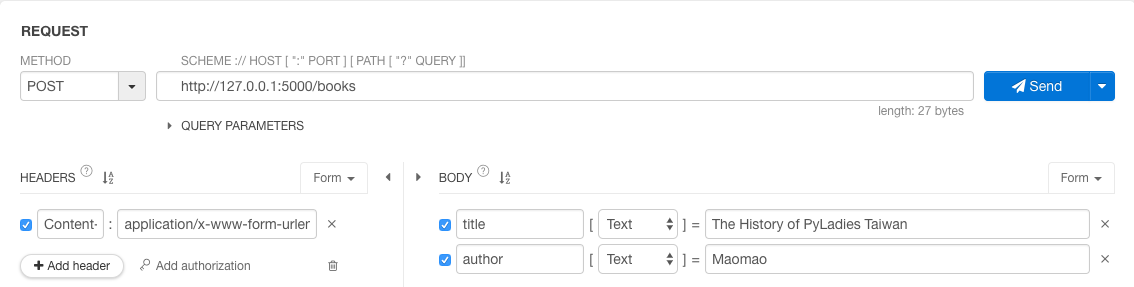 REQUEST
METHOD
SCHEME :// HOST [ ":" PORT ] [ PATH [ "?" QUERY ]]
POST
http://127.0.0.1:5000/books
Send
length: 27 bytes
QUERY PARAMETERS
HEADERS ? A Z Form
BODY ? A Z Form
Content- : application/x-www-form-urler ×
title [ Text ] = The History of PyLadies Taiwan ×
+ Add header Add authorization
author [ Text ] = Maomao ×